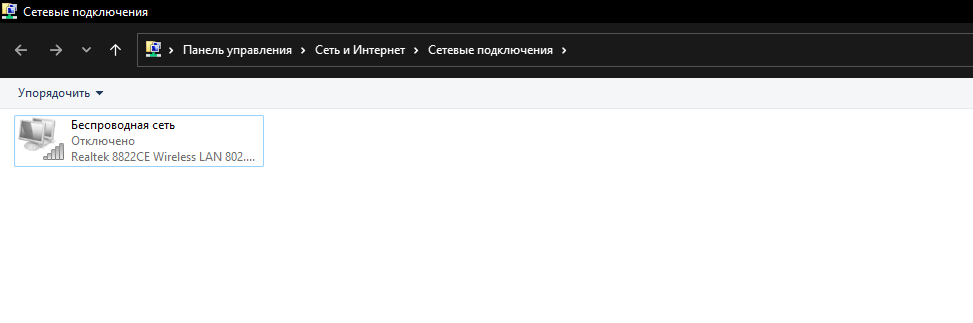 Сетевые подключения
Панель управления Сеть и Интернет Сетевые подключения
Упорядочить
Беспроводная сеть
Отключено
Realtek 8822CE Wireless LAN 802....